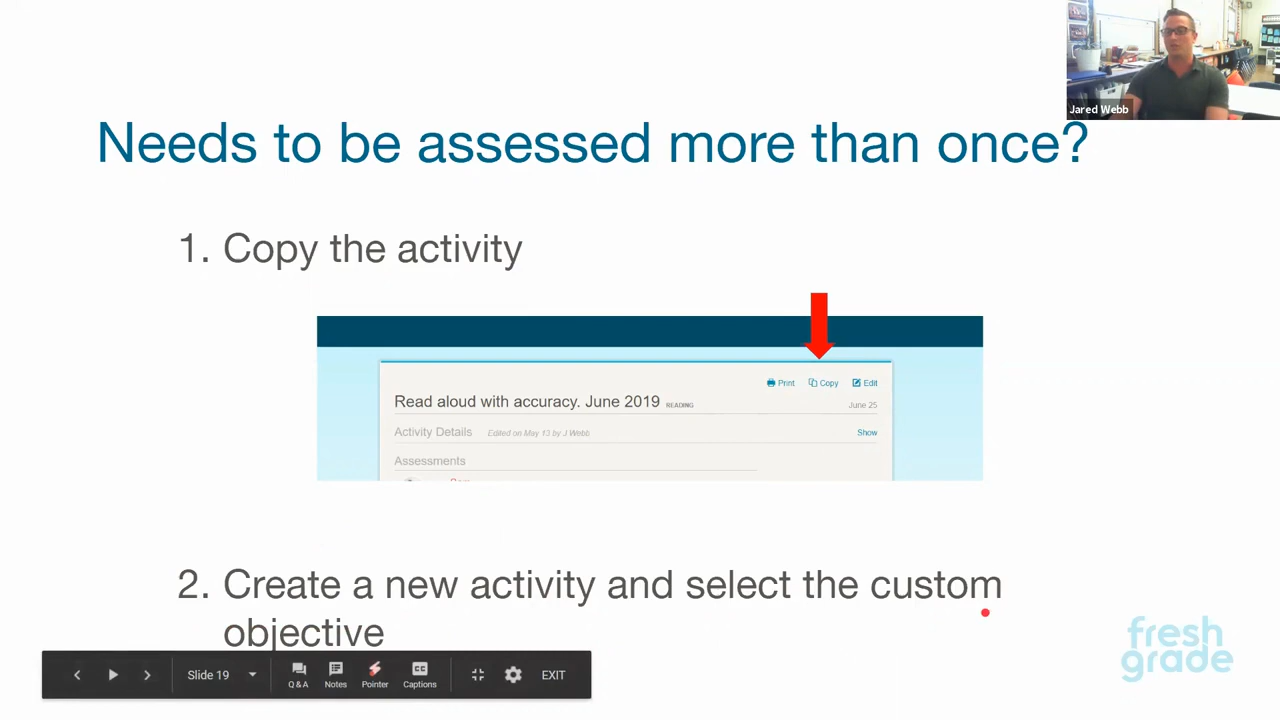 Jared Webb
Needs to be assessed more than once?
1. Copy the activity
Print Copy Edit
Read aloud with accuracy. June 2019 READING
June 25
Activity Details Edited on May 13 by J Webb
Show
Assessments
2. Create a new activity and select the custom
objective
fresh
grade
Slide 19
Q & A
Notes
Pointer
CC
Captions
EXIT